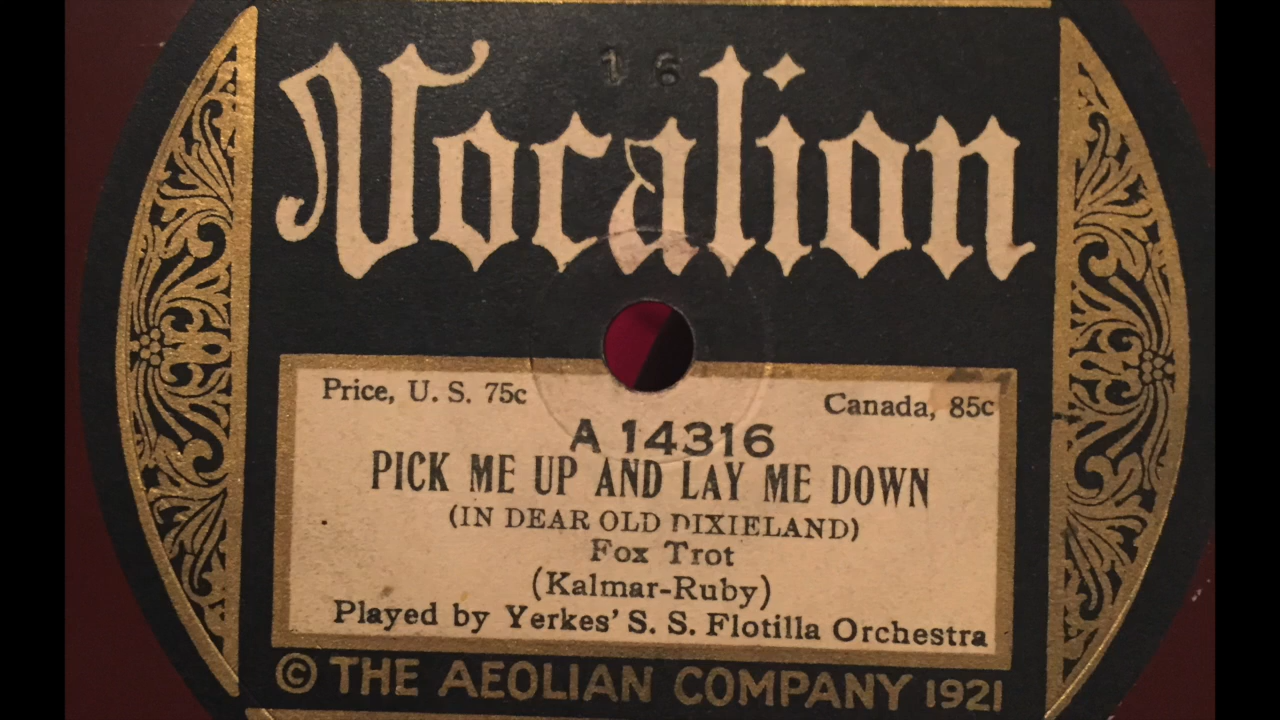 16
Vocalion
Price, U. S. 75c
Canada, 85c
A 14316
PICK ME UP AND LAY ME DOWN
(IN DEAR OLD DIXIELAND)
Fox Trot
(Kalmar-Ruby)
Played by Yerkes' S. S. Flotilla Orchestra
© THE AEOLIAN COMPANY 1921